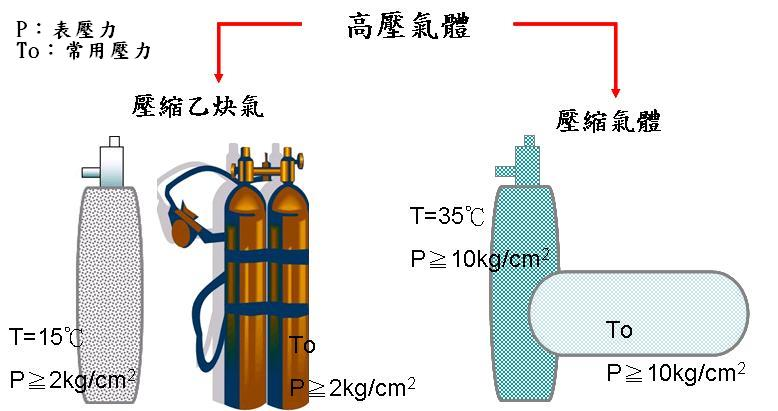 P：表壓力
To：常用壓力
高壓氣體
壓縮乙炔氣
壓縮氣體
T=15℃
P≧2kg/cm²
To
P≧2kg/cm²
T=35℃
P≧10kg/cm²
To
P≧10kg/cm²